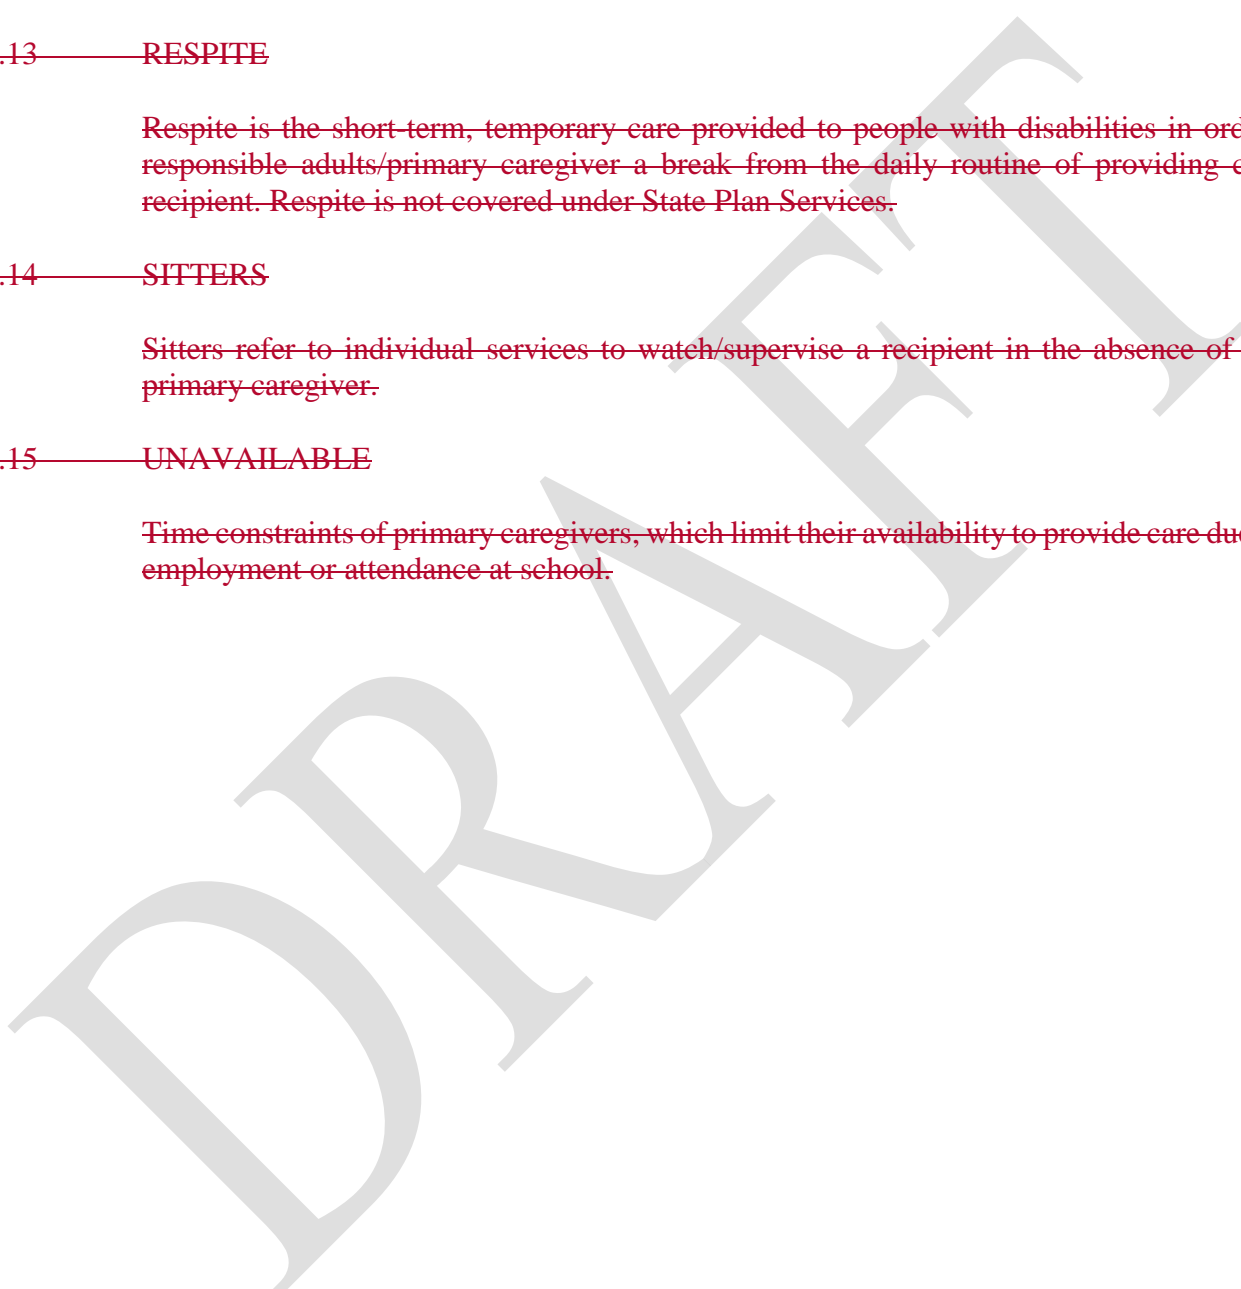 .13 RESPITE
Respite is the short-term, temporary care provided to people with disabilities in
responsible adults/primary caregiver a break from the daily routine of providing
recipient. Respite is not covered under State Plan Services.
.14 SITTERS
Sitters refer to individual services to watch/supervise a recipient in the absence of
primary caregiver.
.15 UNAVAILABLE
Time constraints of primary caregivers, which limit their availability to provide care
employment or attendance at school.
DRAFT